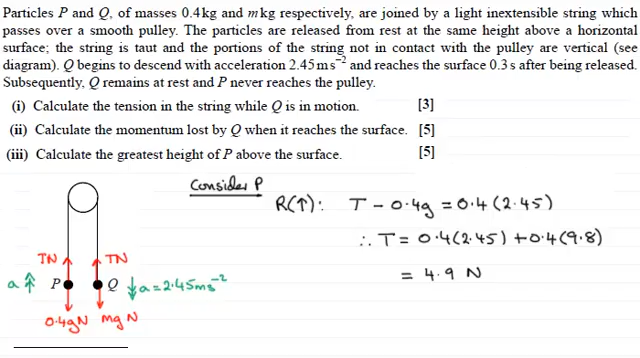 Particles P and Q, of masses 0.4 kg and m kg respectively, are joined by a light inextensible string which
passes over a smooth pulley. The particles are released from rest at the same height above a horizontal
surface; the string is taut and the portions of the string not in contact with the pulley are vertical (see
diagram). Q begins to descend with acceleration 2.45 m s⁻² and reaches the surface 0.3 s after being released.
Subsequently, Q remains at rest and P never reaches the pulley.
(i) Calculate the tension in the string while Q is in motion. [3]
(ii) Calculate the momentum lost by Q when it reaches the surface. [5]
(iii) Calculate the greatest height of P above the surface. [5]
Consider P
R(↑): T - 0.4g = 0.4(2.45)
∴ T = 0.4(2.45) + 0.4(9.8)
= 4.9 N
TN TN
a P Q a = 2.45ms⁻²
0.4gN mgN